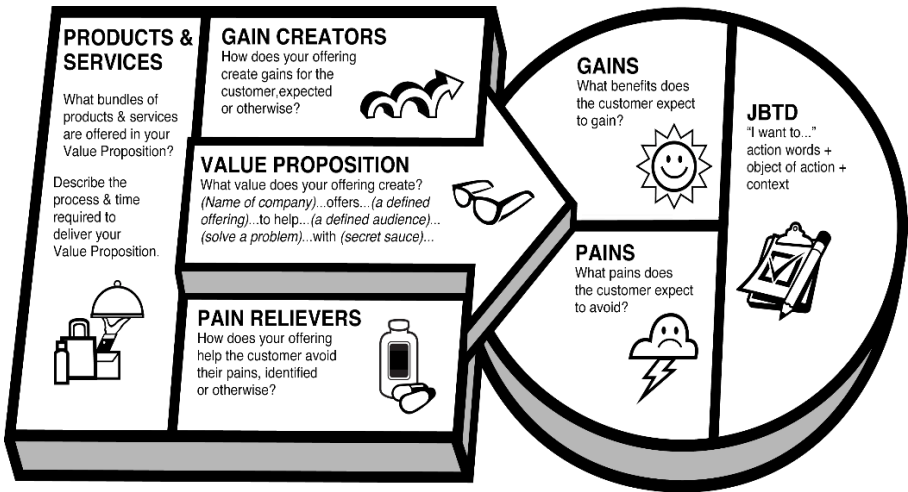 PRODUCTS &
SERVICES
What bundles of
products & services
are offered in your
Value Proposition?
Describe the
process & time
required to
deliver your
Value Proposition.
GAIN CREATORS
How does your offering
create gains for the
customer,expected
or otherwise?
VALUE PROPOSITION
What value does your offering create?
(Name of company)...offers...(a defined
offering)...to help...(a defined audience)...
(solve a problem)...with (secret sauce)...
PAIN RELIEVERS
How does your offering
help the customer avoid
their pains, identified
or otherwise?
GAINS
What benefits does
the customer expect
to gain?
PAINS
What pains does
the customer expect
to avoid?
JBTD
"I want to..."
action words +
object of action +
context